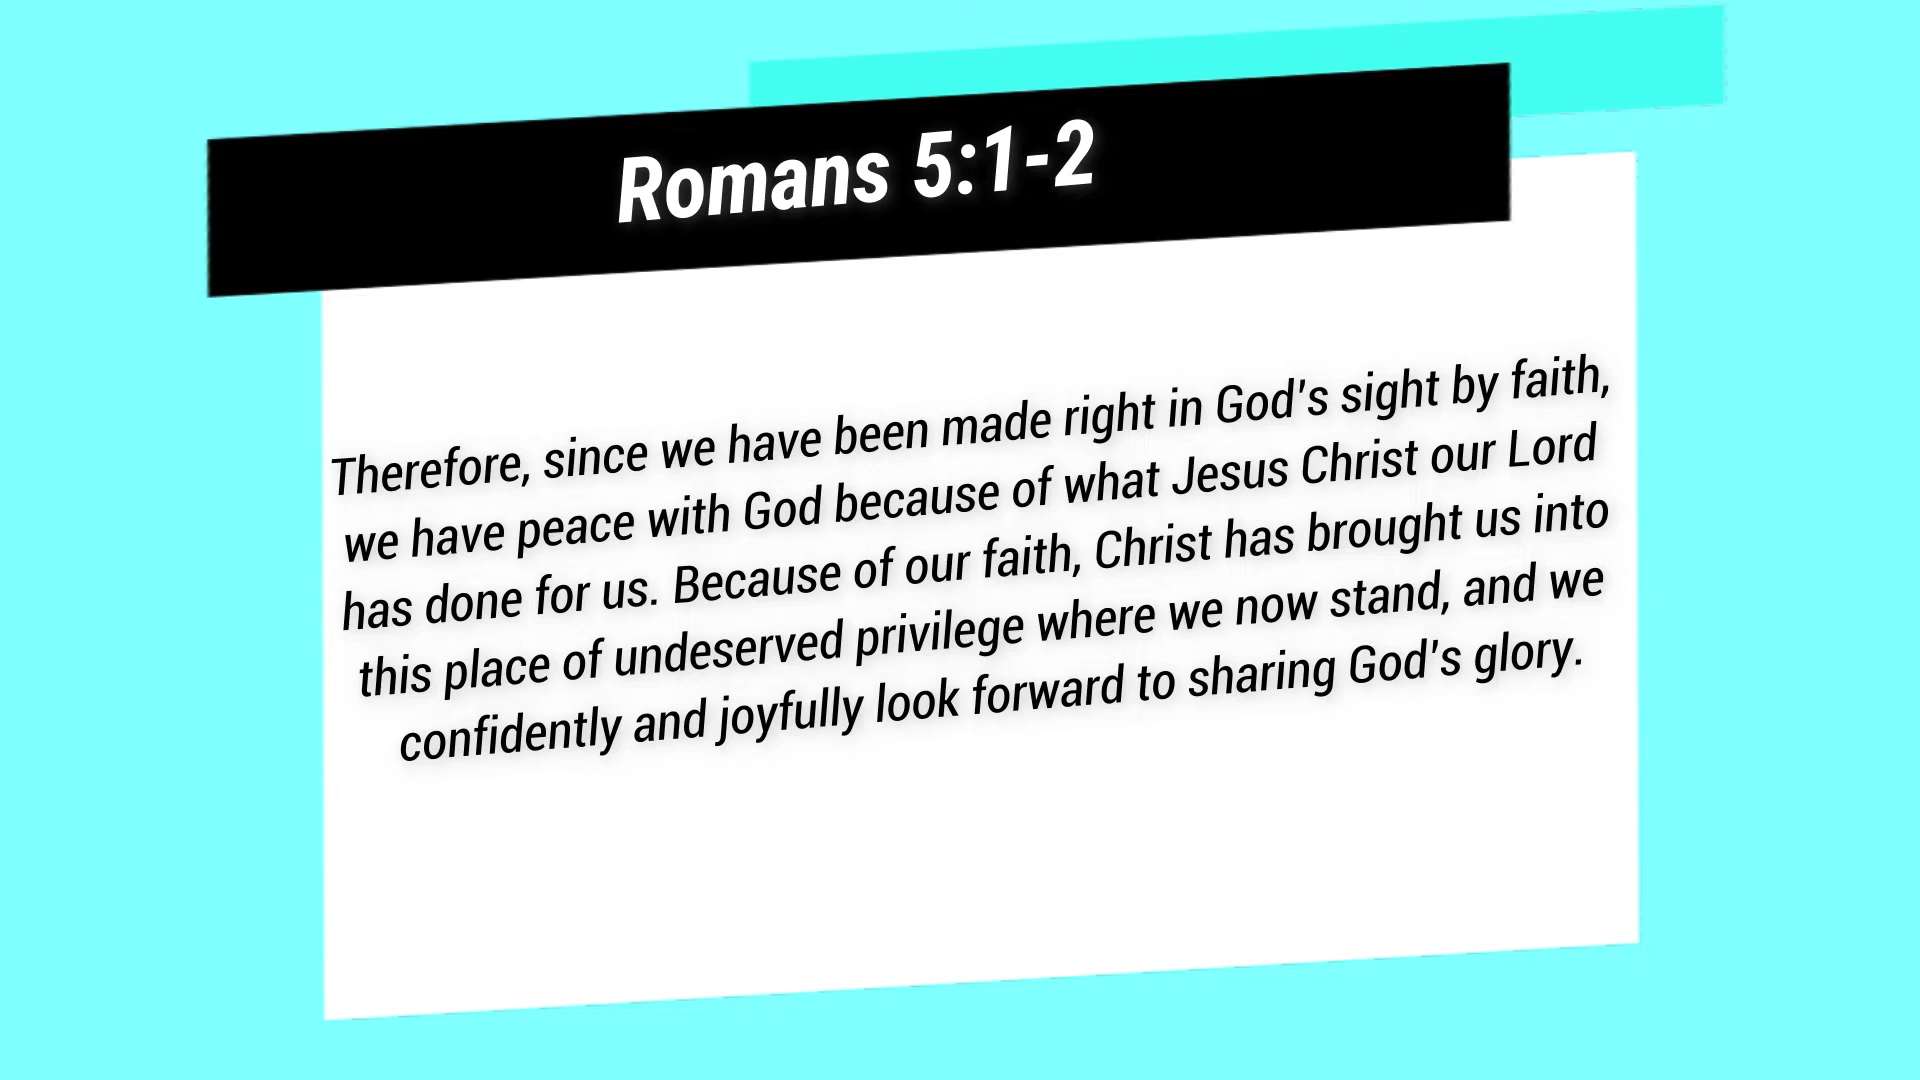 Romans 5:1-2
Therefore, since we have been made right in God's sight by faith,
we have peace with God because of what Jesus Christ our Lord
has done for us. Because of our faith, Christ has brought us into
this place of undeserved privilege where we now stand, and we
confidently and joyfully look forward to sharing God's glory.